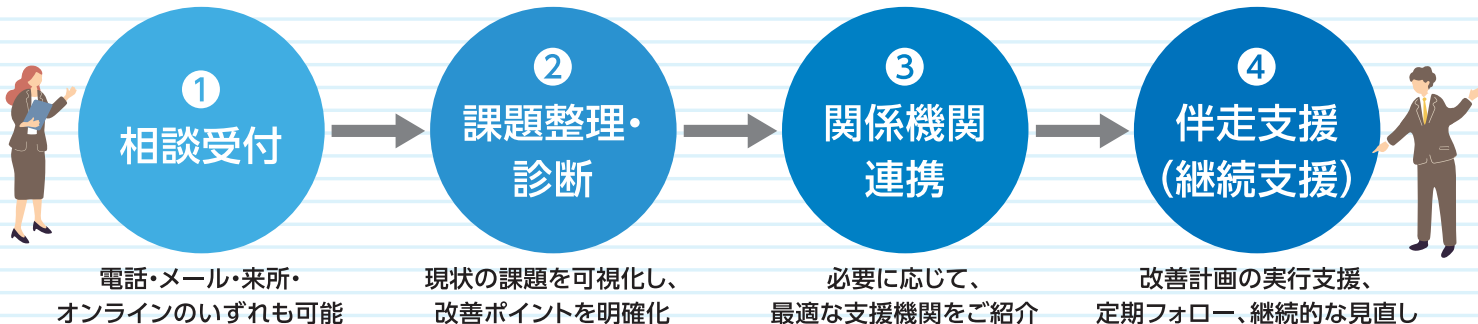 1
相談受付
電話・メール・来所・
オンラインのいずれも可能
2
課題整理・
診断
現状の課題を可視化し、
改善ポイントを明確化
3
関係機関
連携
必要に応じて、
最適な支援機関をご紹介
4
伴走支援
(継続支援)
改善計画の実行支援、
定期フォロー、継続的な見直し